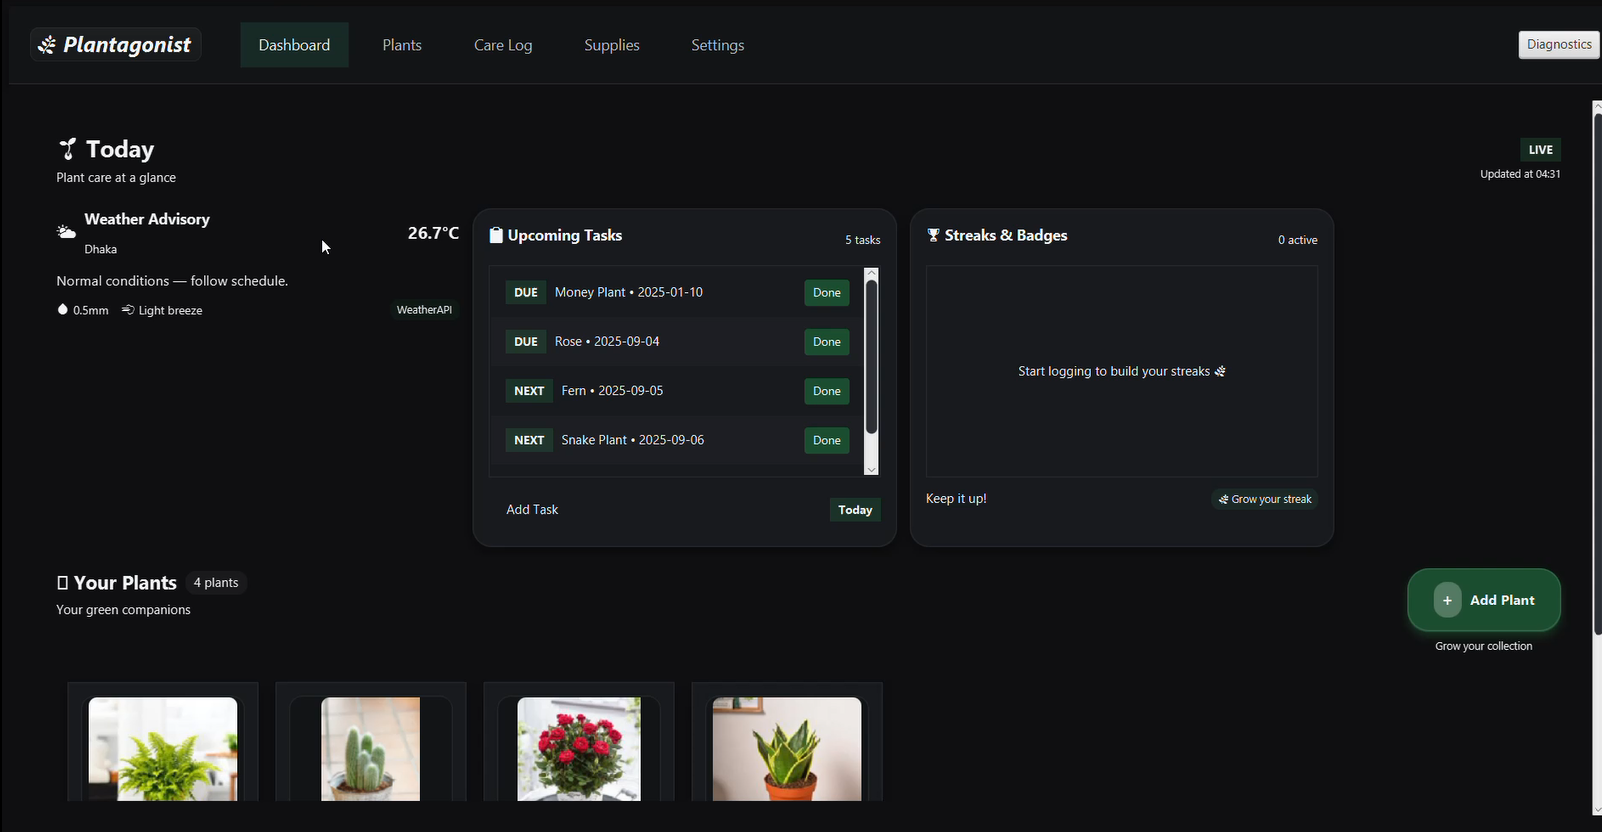 Plantagonist
Dashboard
Plants
Care Log
Supplies
Settings
Diagnostics
Today
Plant care at a glance
LIVE
Updated at 04:31
Weather Advisory
Dhaka
26.7°C
Normal conditions — follow schedule.
0.5mm
Light breeze
WeatherAPI
Upcoming Tasks
5 tasks
DUE Money Plant • 2025-01-10 Done
DUE Rose • 2025-09-04 Done
NEXT Fern • 2025-09-05 Done
NEXT Snake Plant • 2025-09-06 Done
Add Task
Today
Streaks & Badges
0 active
Start logging to build your streaks
Keep it up!
Grow your streak
Your Plants
4 plants
Your green companions
+ Add Plant
Grow your collection